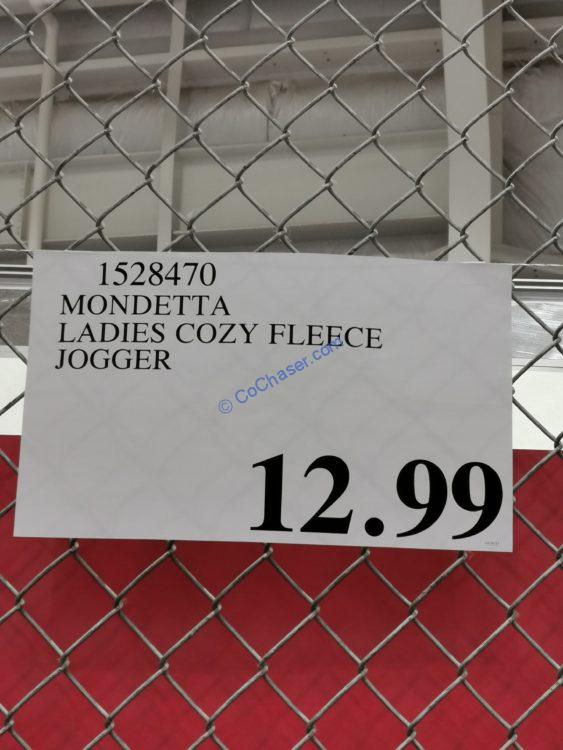 1528470
MONDETTA
LADIES COZY FLEECE
JOGGER
© CoChaser.com
12.99